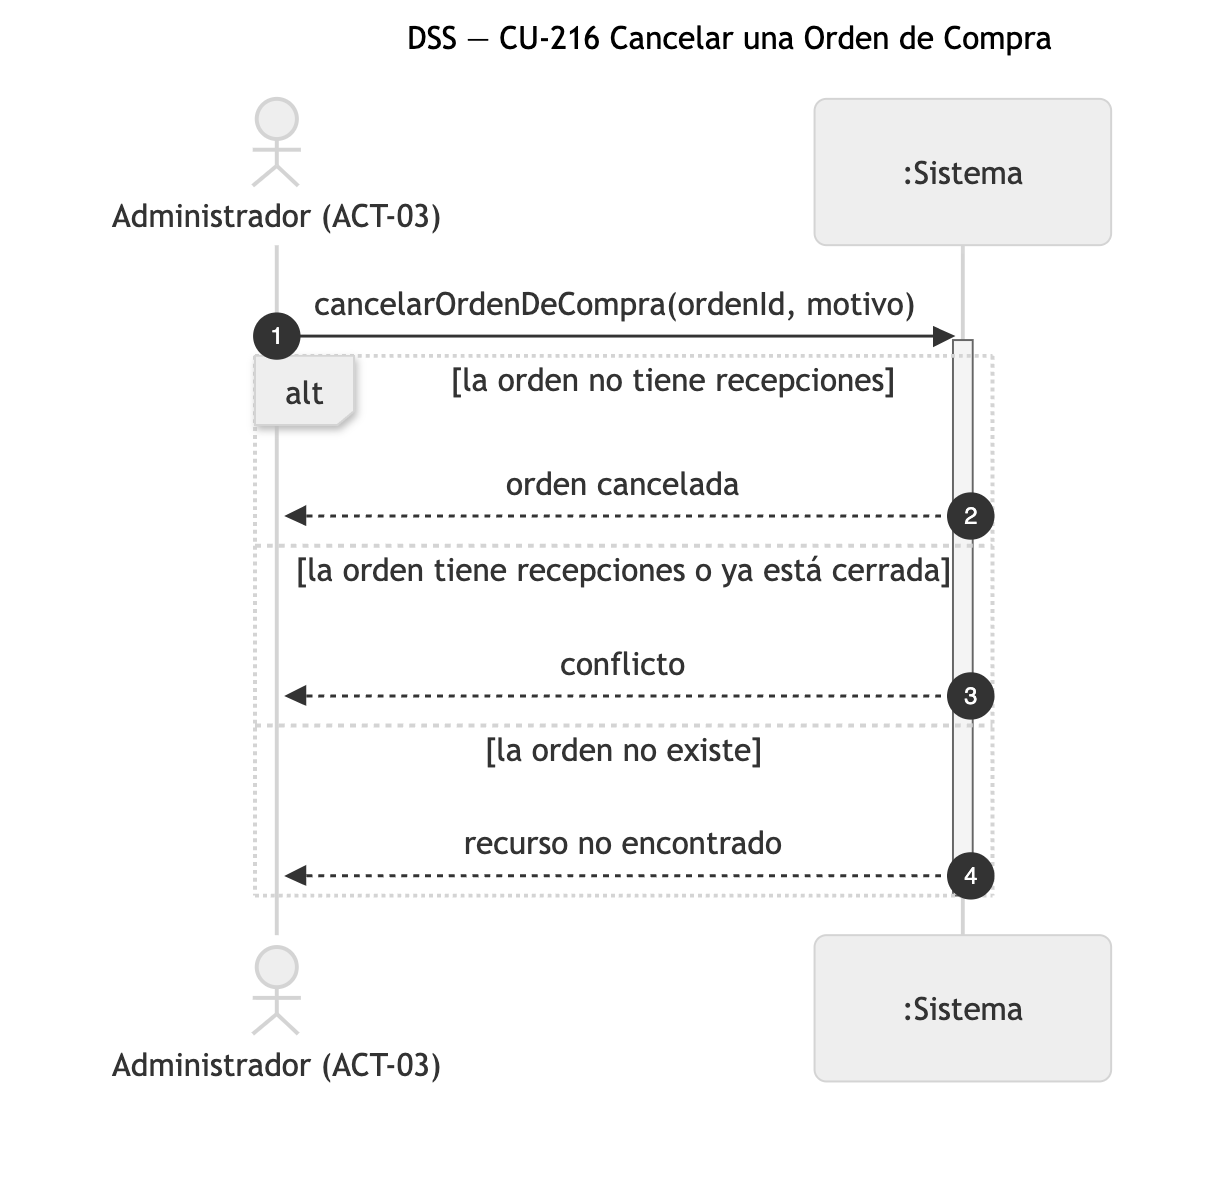 DSS — CU-216 Cancelar una Orden de Compra
:Sistema
Administrador (ACT-03)
cancelarOrdenDeCompra(ordenId, motivo)
1
alt
[la orden no tiene recepciones]
orden cancelada
2
[la orden tiene recepciones o ya está cerrada]
conflicto
3
[la orden no existe]
recurso no encontrado
4
:Sistema
Administrador (ACT-03)